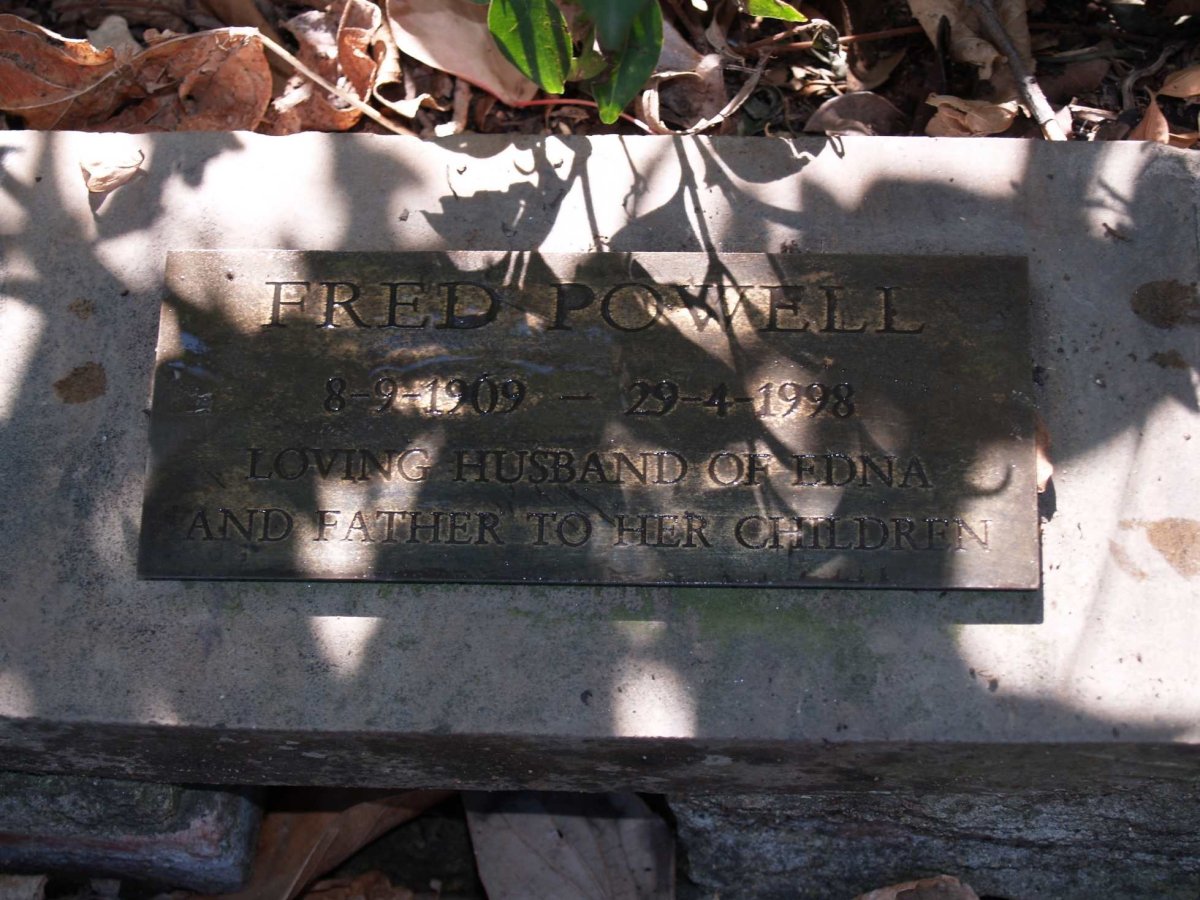 FRED POWELL
8-9-1909 - 29-4-1998
LOVING HUSBAND OF EDNA
AND FATHER TO HER CHILDREN